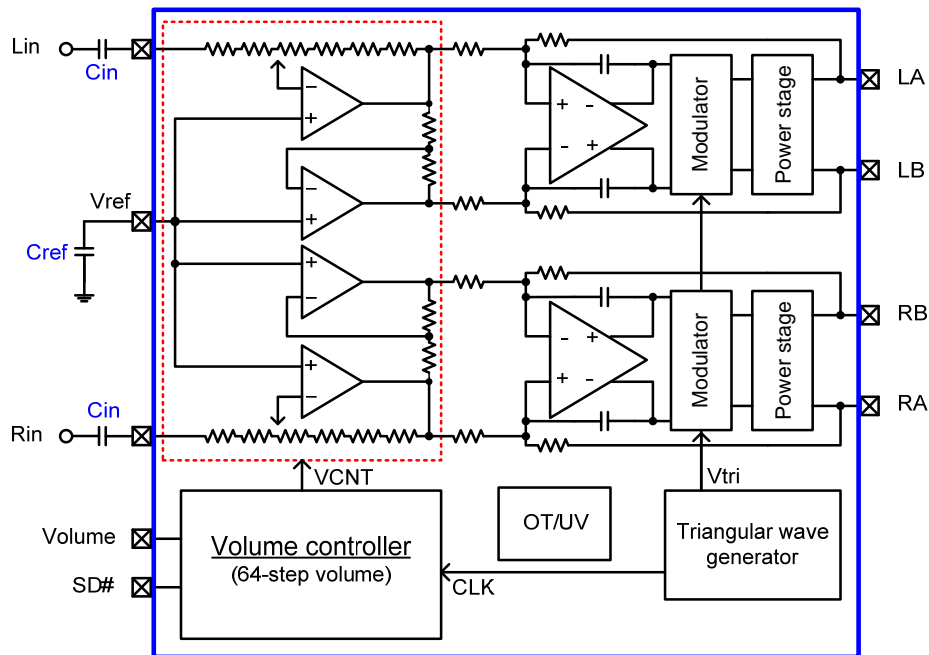 Lin
Cin
Vref
Cref
Cin
Rin
Volume
SD#
VCNT
Volume controller
(64-step volume)
CLK
OT/UV
Vtri
Triangular wave
generator
Modulator
Power stage
Modulator
Power stage
LA
LB
RB
RA
+
-
-
+
-
+
+
-
−
+
−
+
+
−
+
−